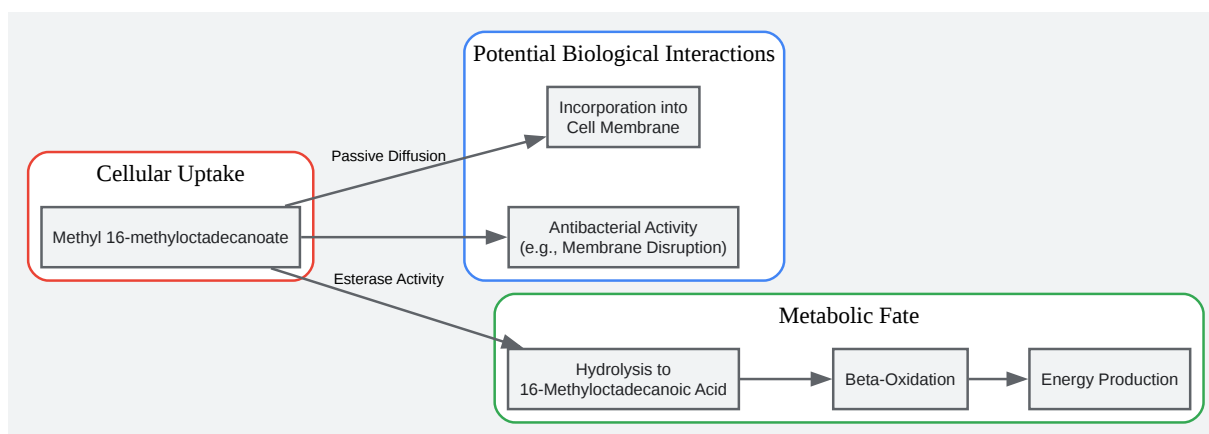 Potential Biological Interactions
Incorporation into
Cell Membrane
Passive Diffusion
Cellular Uptake
Methyl 16-methyloctadecanoate
Antibacterial Activity
(e.g., Membrane Disruption)
Esterase Activity
Metabolic Fate
Hydrolysis to
16-Methyloctadecanoic Acid
Beta-Oxidation
Energy Production